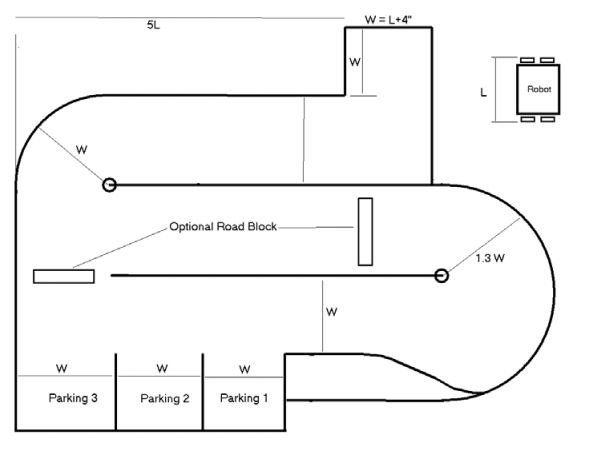 5L
W = L+4"
W
L
Robot
W
Optional Road Block
1.3 W
W
W
W
W
Parking 3
Parking 2
Parking 1